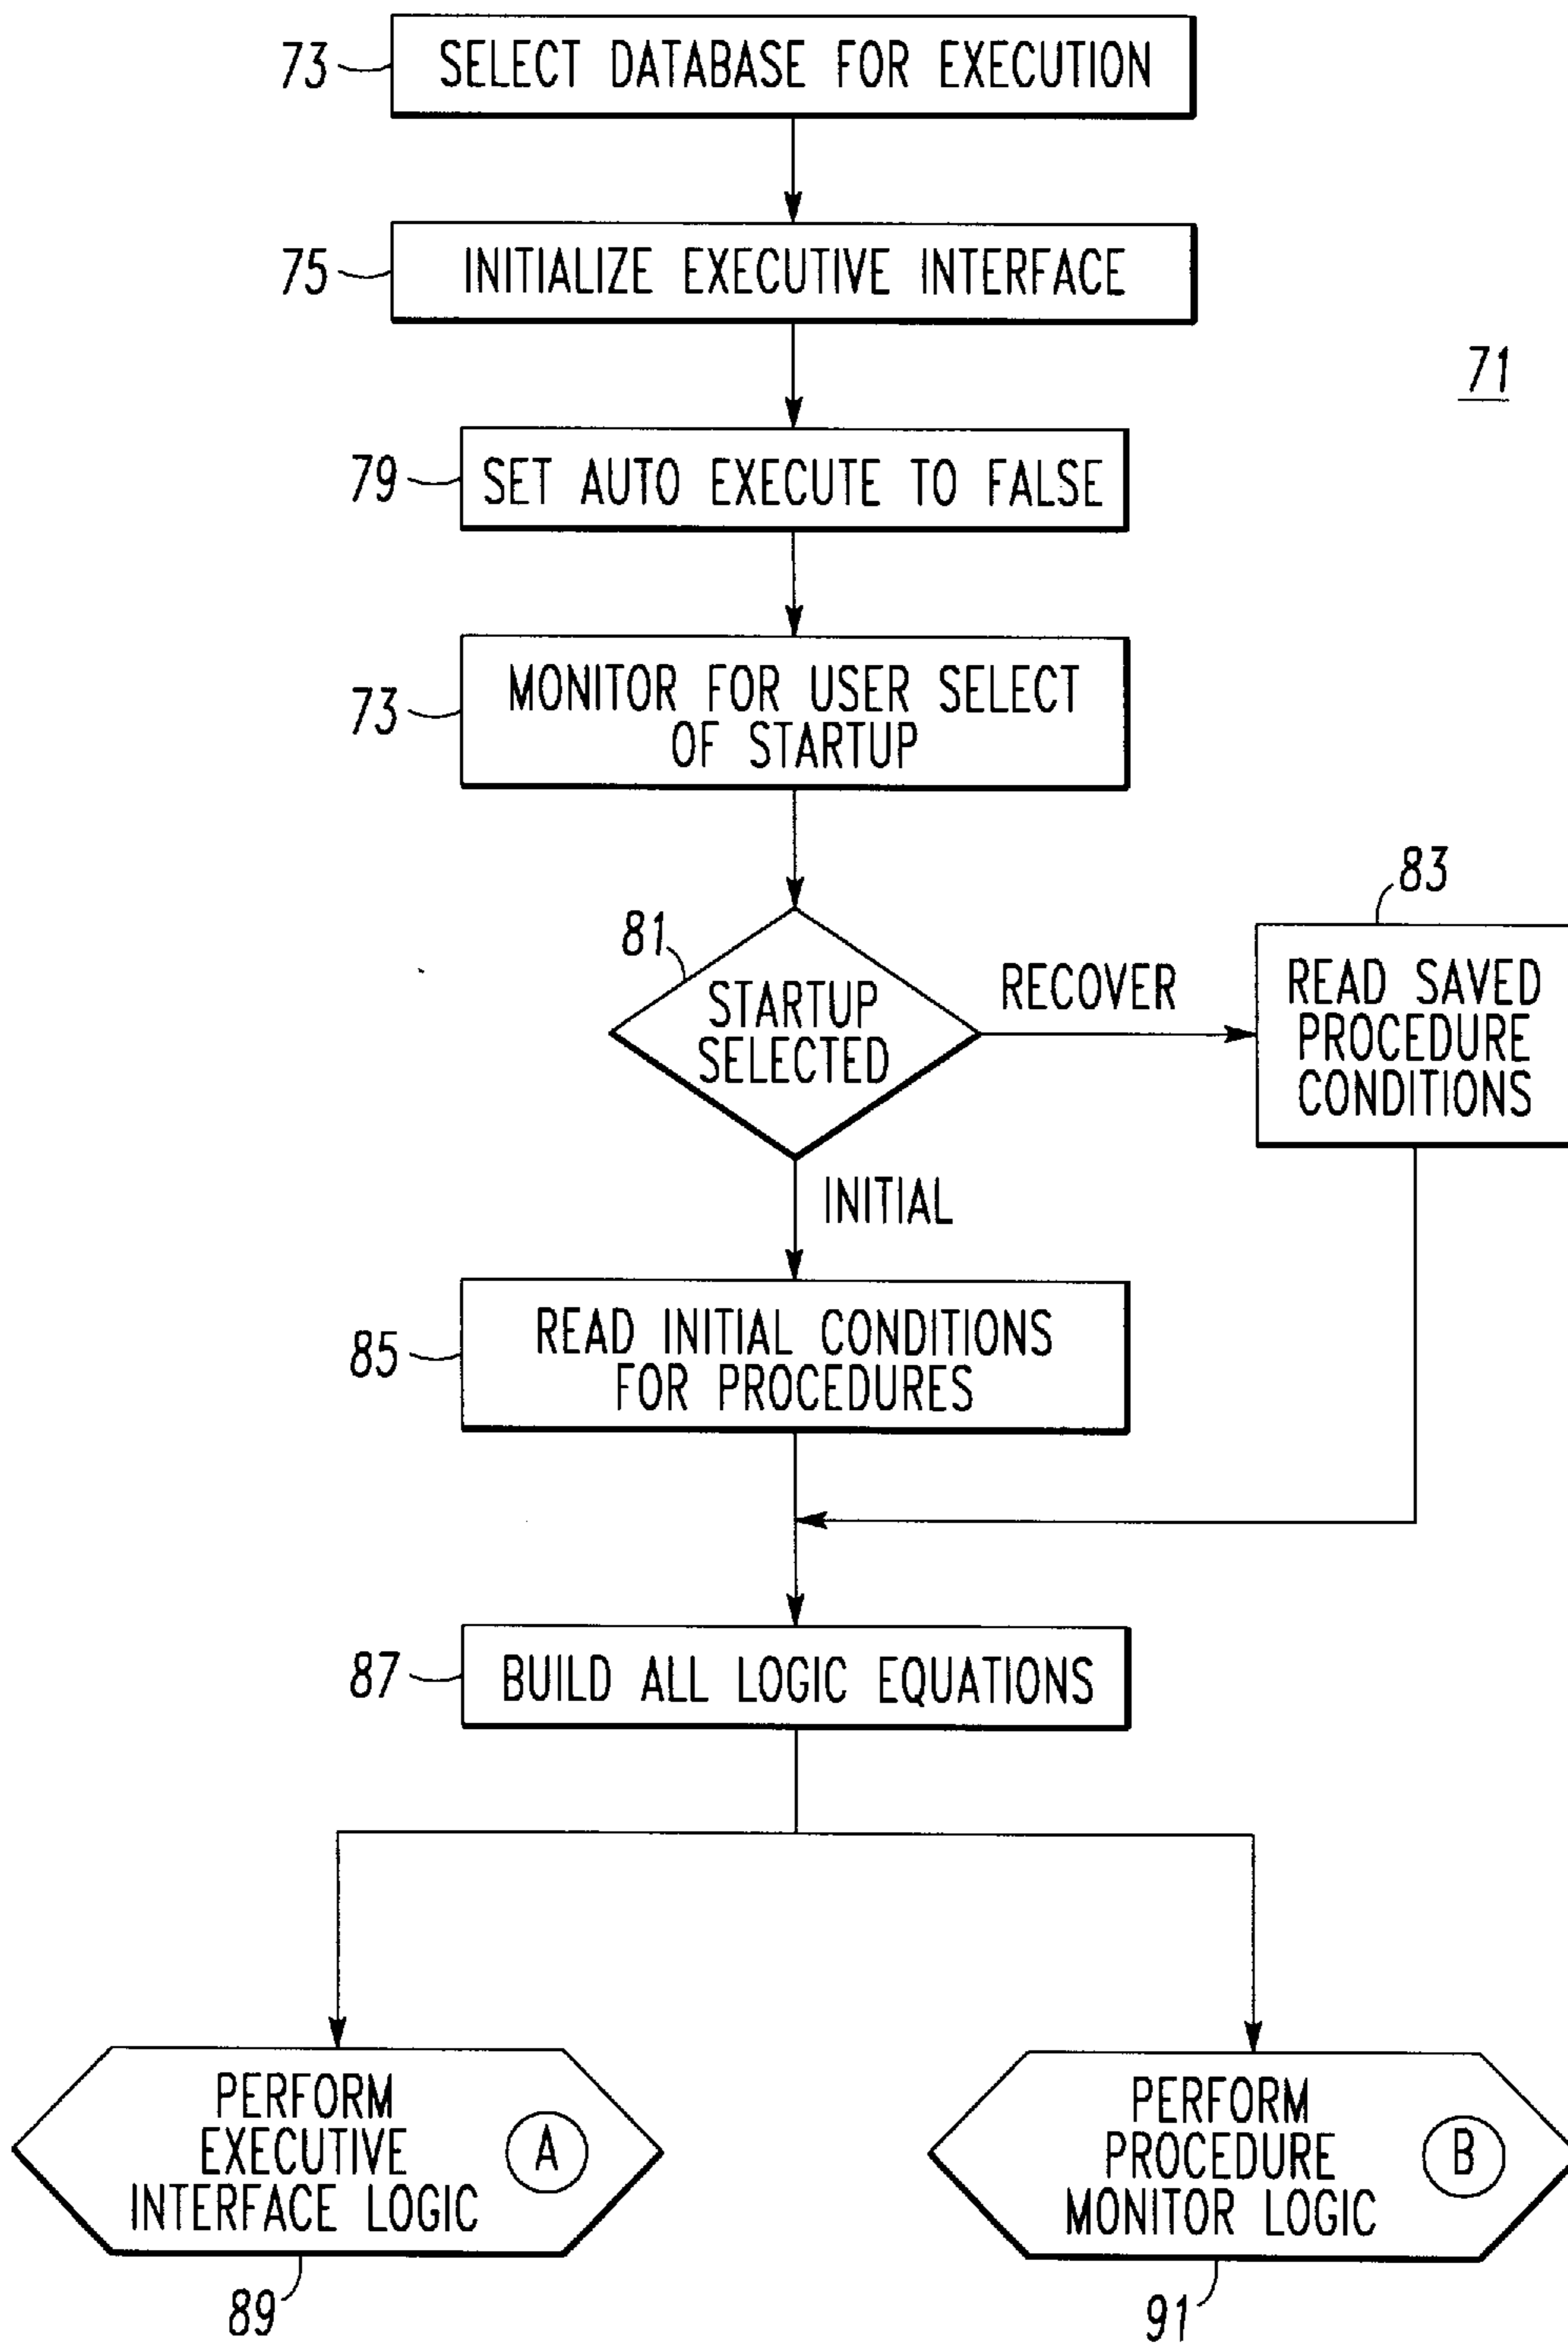 73
SELECT DATABASE FOR EXECUTION
75
INITIALIZE EXECUTIVE INTERFACE
71
79
SET AUTO EXECUTE TO FALSE
73
MONITOR FOR USER SELECT
OF STARTUP
81
STARTUP
SELECTED
RECOVER
83
READ SAVED
PROCEDURE
CONDITIONS
INITIAL
85
READ INITIAL CONDITIONS
FOR PROCEDURES
87
BUILD ALL LOGIC EQUATIONS
PERFORM
EXECUTIVE
INTERFACE LOGIC
A
89
PERFORM
PROCEDURE
MONITOR LOGIC
B
91